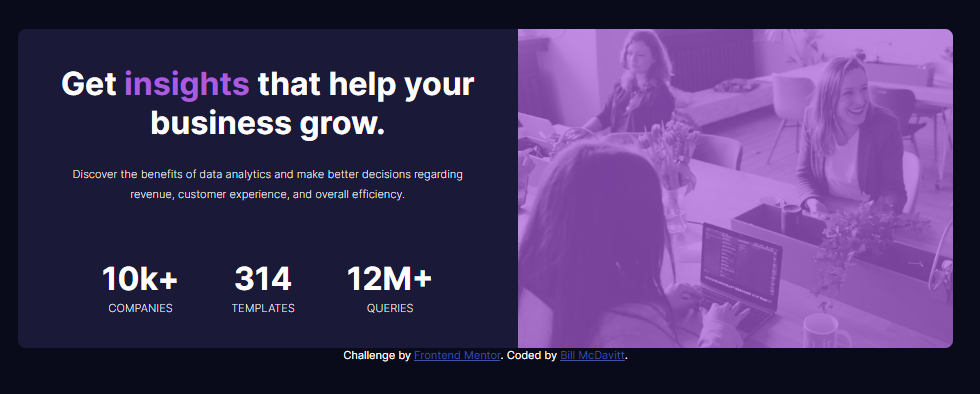 Get insights that help your
business grow.
Discover the benefits of data analytics and make better decisions regarding
revenue, customer experience, and overall efficiency.
10k+ 314 12M+
COMPANIES TEMPLATES QUERIES
Challenge by Frontend Mentor. Coded by Bill McDavitt.